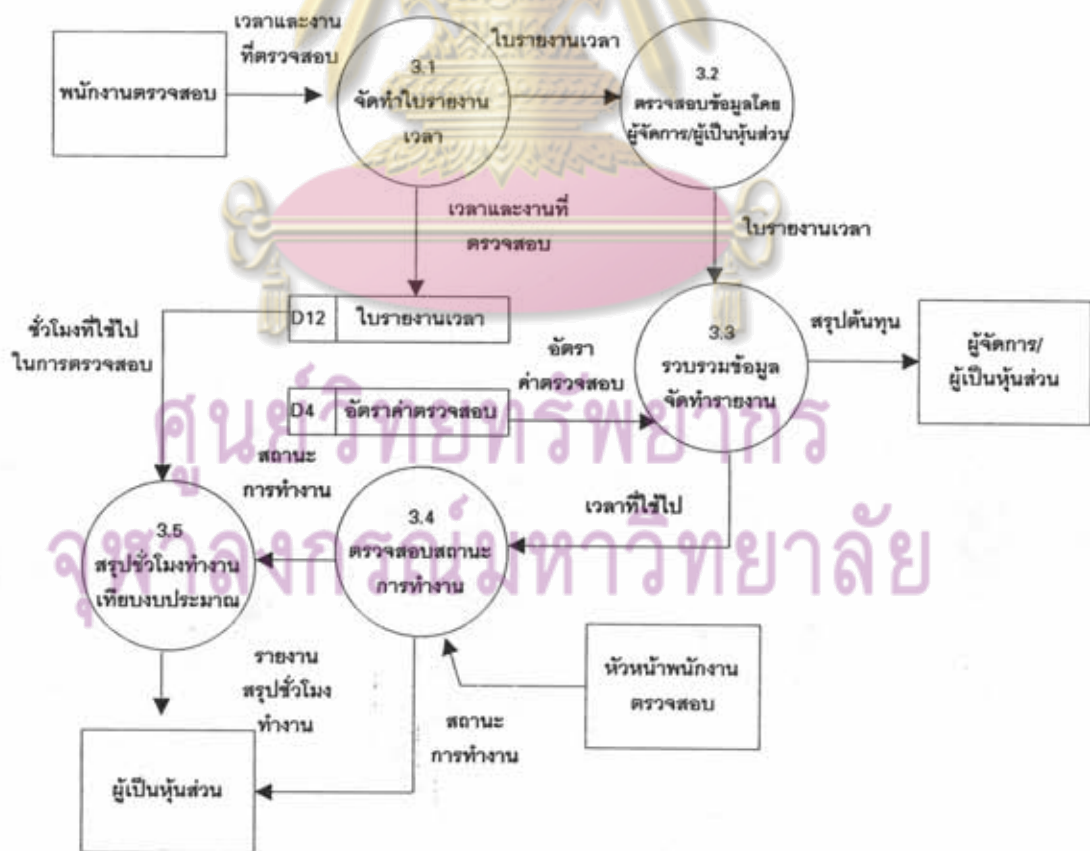 เวลาและงาน
ที่ตรวจสอบ
ใบรายงานเวลา
พนักงานตรวจสอบ
3.1
จัดทำใบรายงาน
เวลา
3.2
ตรวจสอบข้อมูลโดย
ผู้จัดการ/ผู้เป็นหุ้นส่วน
เวลาและงานที่
ตรวจสอบ
ใบรายงานเวลา
ชั่วโมงที่ใช้ไป
ในการตรวจสอบ
D12
ใบรายงานเวลา
อัตรา
ค่าตรวจสอบ
3.3
รวบรวมข้อมูล
จัดทำรายงาน
สรุปต้นทุน
ผู้จัดการ/
ผู้เป็นหุ้นส่วน
D4
อัตราค่าตรวจสอบ
ศูนย์วิทยทรัพยากร
สถานะ
การทำงาน
เวลาที่ใช้ไป
จุฬาลงกรณ์มหาวิทยาลัย
3.5
สรุปชั่วโมงทำงาน
เทียบงบประมาณ
3.4
ตรวจสอบสถานะ
การทำงาน
รายงาน
สรุปชั่วโมง
ทำงาน
หัวหน้าพนักงาน
ตรวจสอบ
สถานะ
การทำงาน
ผู้เป็นหุ้นส่วน